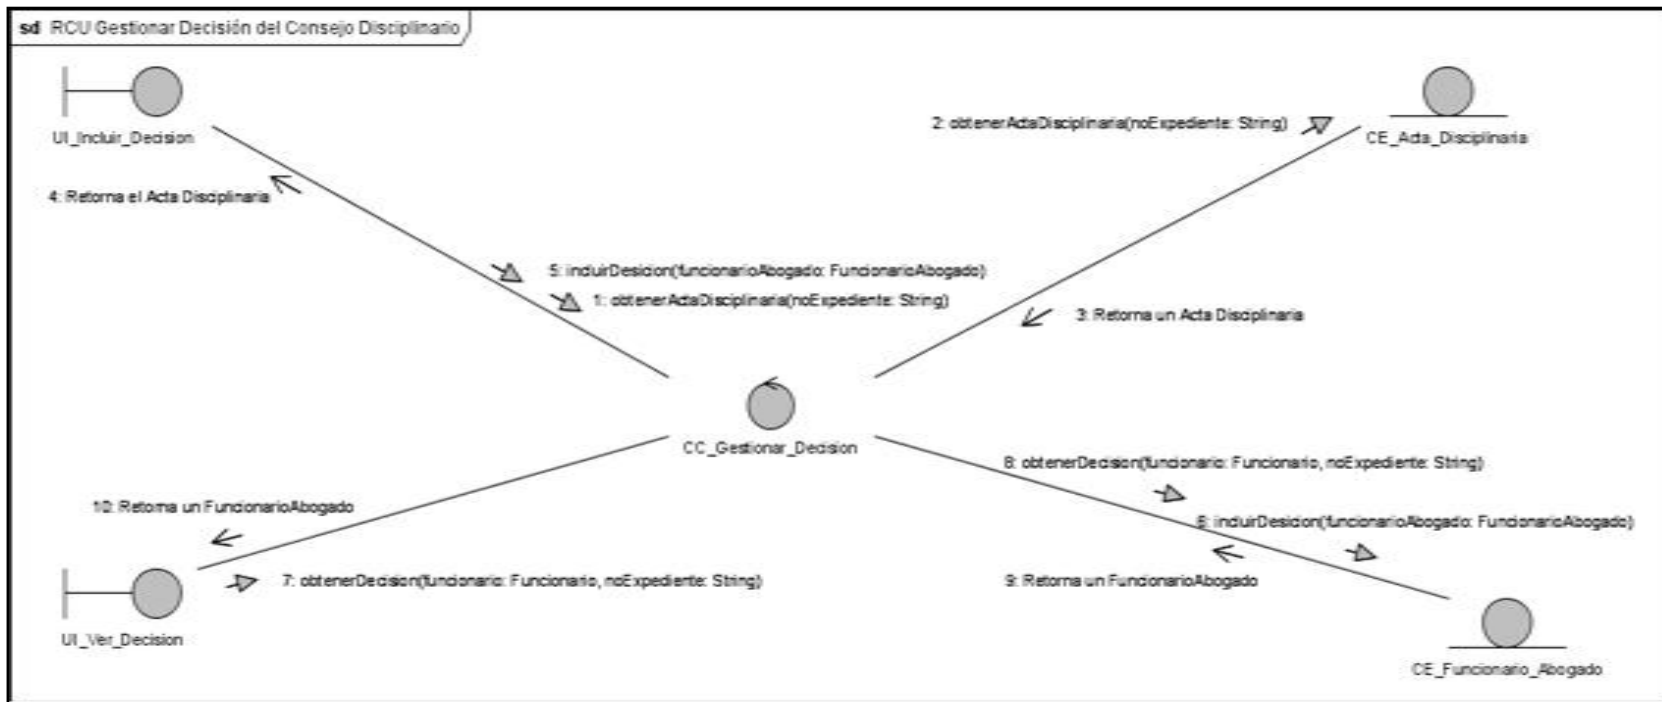 sd RCU Gestionar Decisión del Consejo Disciplinario
UI_Incluir_Decision
2: obtenerActaDisciplinaria(noExpediente: String)
CE_Acta_Disciplinaria
4: Retorna el Acta Disciplinaria
5: incluirDesicion(funcionarioAbogado: FuncionarioAbogado)
1: obtenerActaDisciplinaria(noExpediente: String)
3: Retorna un Acta Disciplinaria
CC_Gestionar_Decision
8: obtenerDecision(funcionario: Funcionario, noExpediente: String)
10: Retorna un FuncionarioAbogado
6: incluirDesicion(funcionarioAbogado: FuncionarioAbogado)
7: obtenerDecision(funcionario: Funcionario, noExpediente: String)
9: Retorna un FuncionarioAbogado
UI_Ver_Decision
CE_Funcionario_Abogado